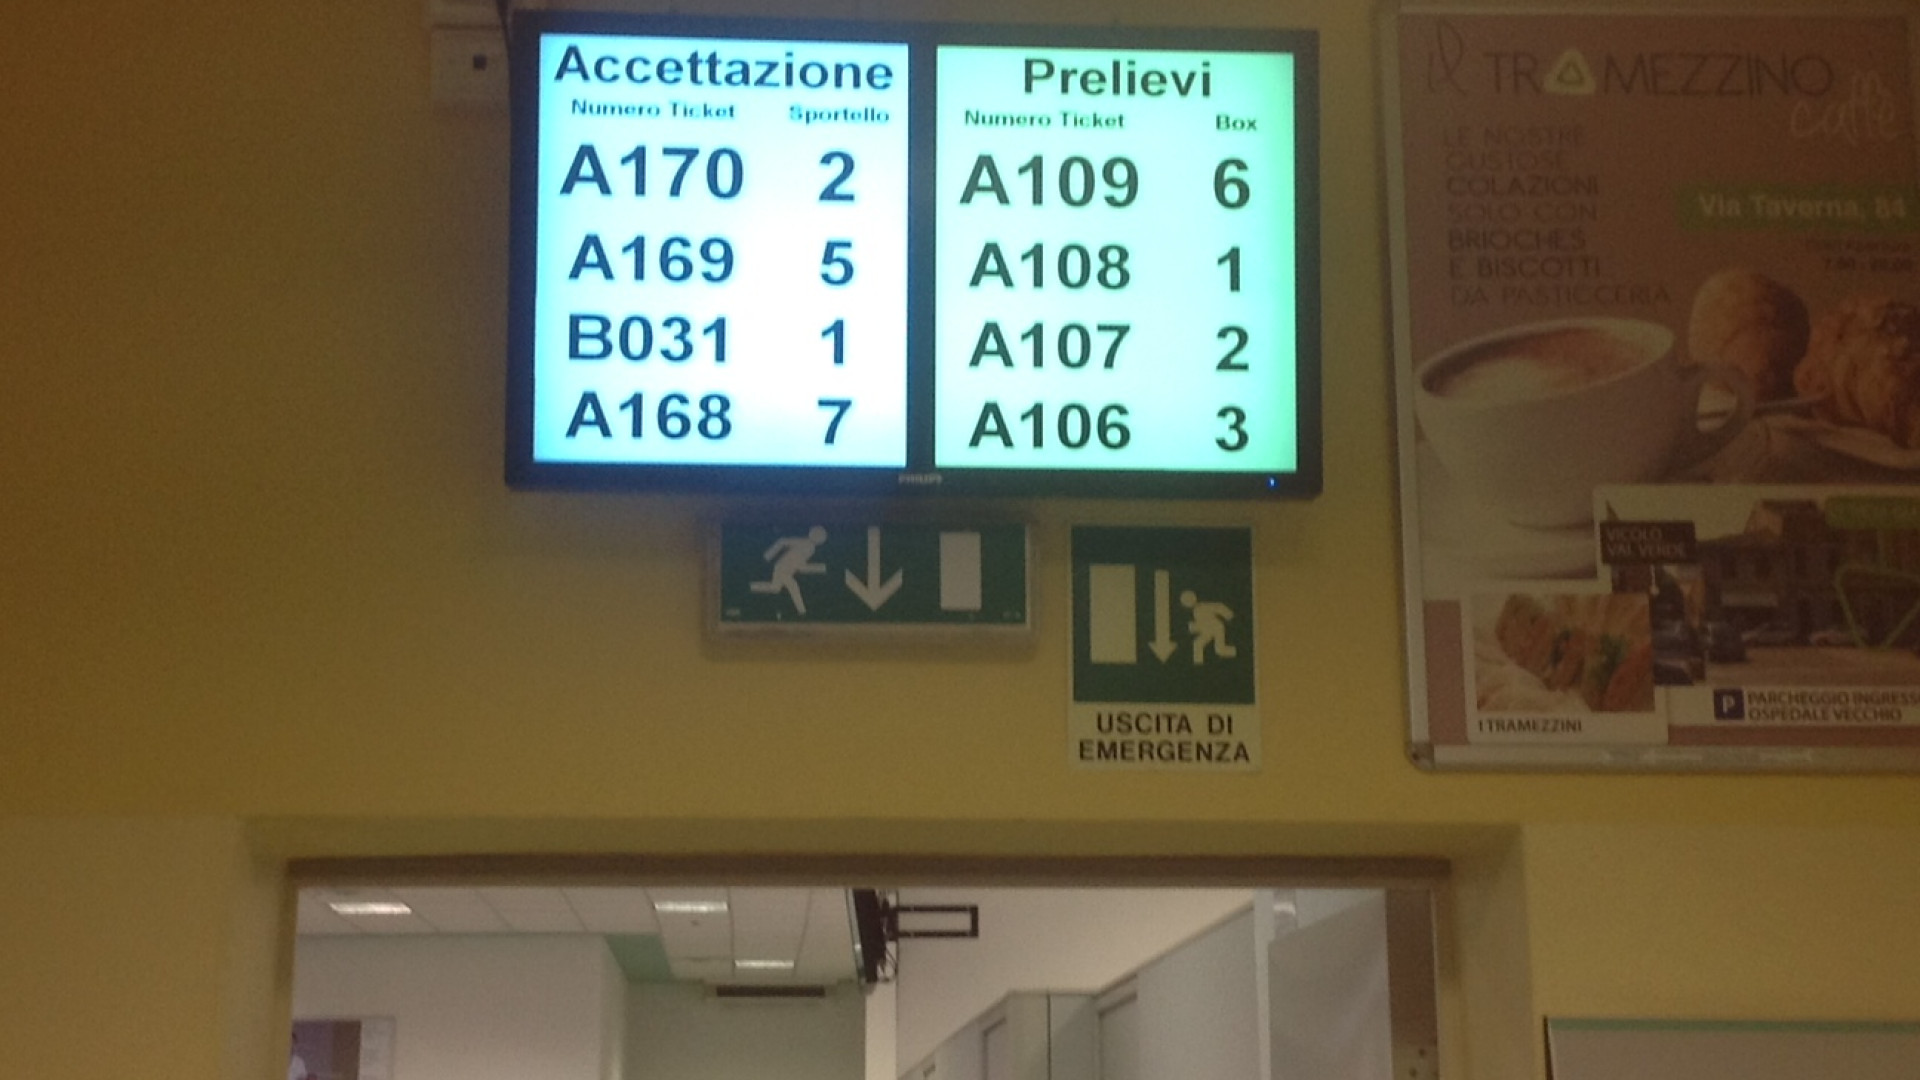 Accettazione
Numero Ticket Sportello
A170 2
A169 5
B031 1
A168 7
Prelievi
Numero Ticket Box
A109 6
A108 1
A107 2
A106 3
PHILIPS
USCITA DI
EMERGENZA
il TRAMEZZINO
caffè
LE NOSTRE
GUSTOSE
COLAZIONI
SOLO CON
BRIOCHES
E BISCOTTI
DA PASTICCERIA
Via Taverna, 84
VICOLO
VAL VERDE
I TRAMEZZINI
P PARCHEGGIO INGRESSO
OSPEDALE VECCHIO